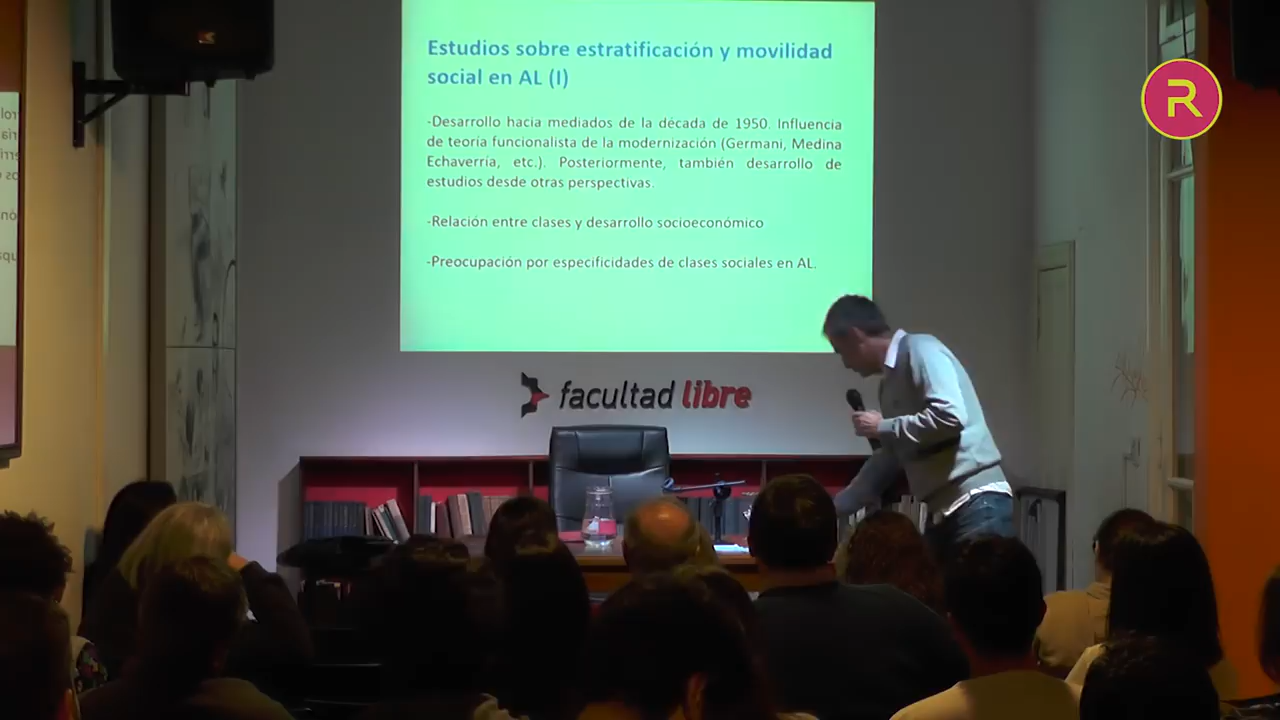 Estudios sobre estratificación y movilidad
social en AL (I)
-Desarrollo hacia mediados de la década de 1950. Influencia
de teoría funcionalista de la modernización (Germani, Medina
Echaverría, etc.). Posteriormente, también desarrollo de
estudios desde otras perspectivas.
-Relación entre clases y desarrollo socioeconómico
-Preocupación por especificidades de clases sociales en AL.
facultad libre
R